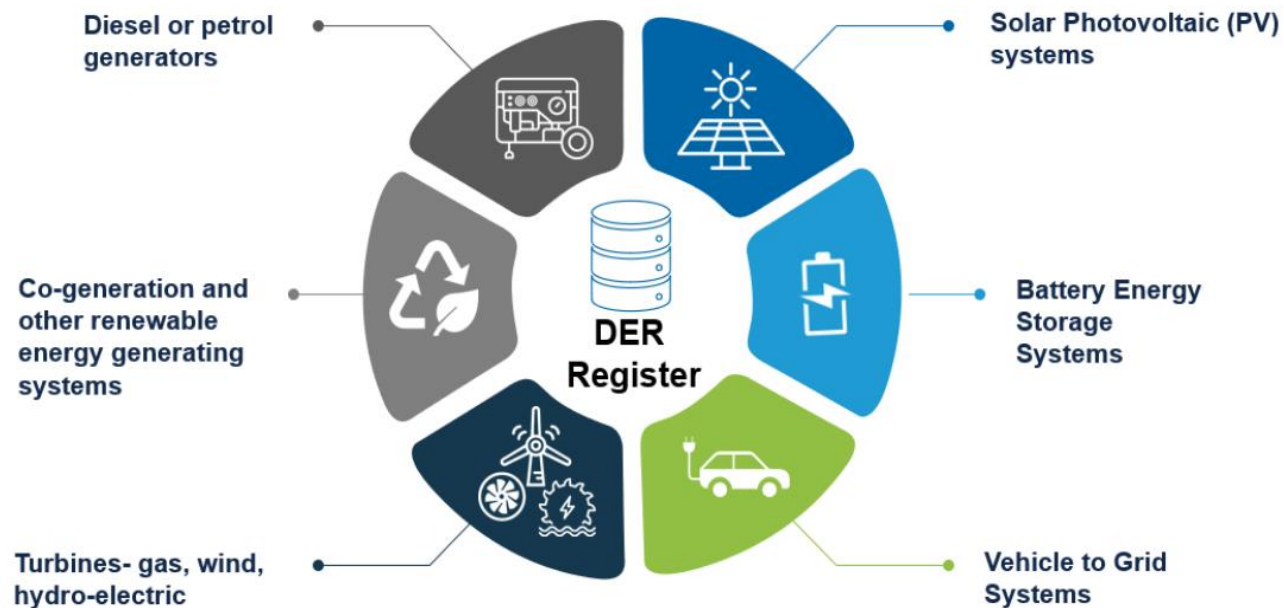 Diesel or petrol
generators
Solar Photovoltaic (PV)
systems
Co-generation and
other renewable
energy generating
systems
DER
Register
Battery Energy
Storage
Systems
Turbines- gas, wind,
hydro-electric
Vehicle to Grid
Systems